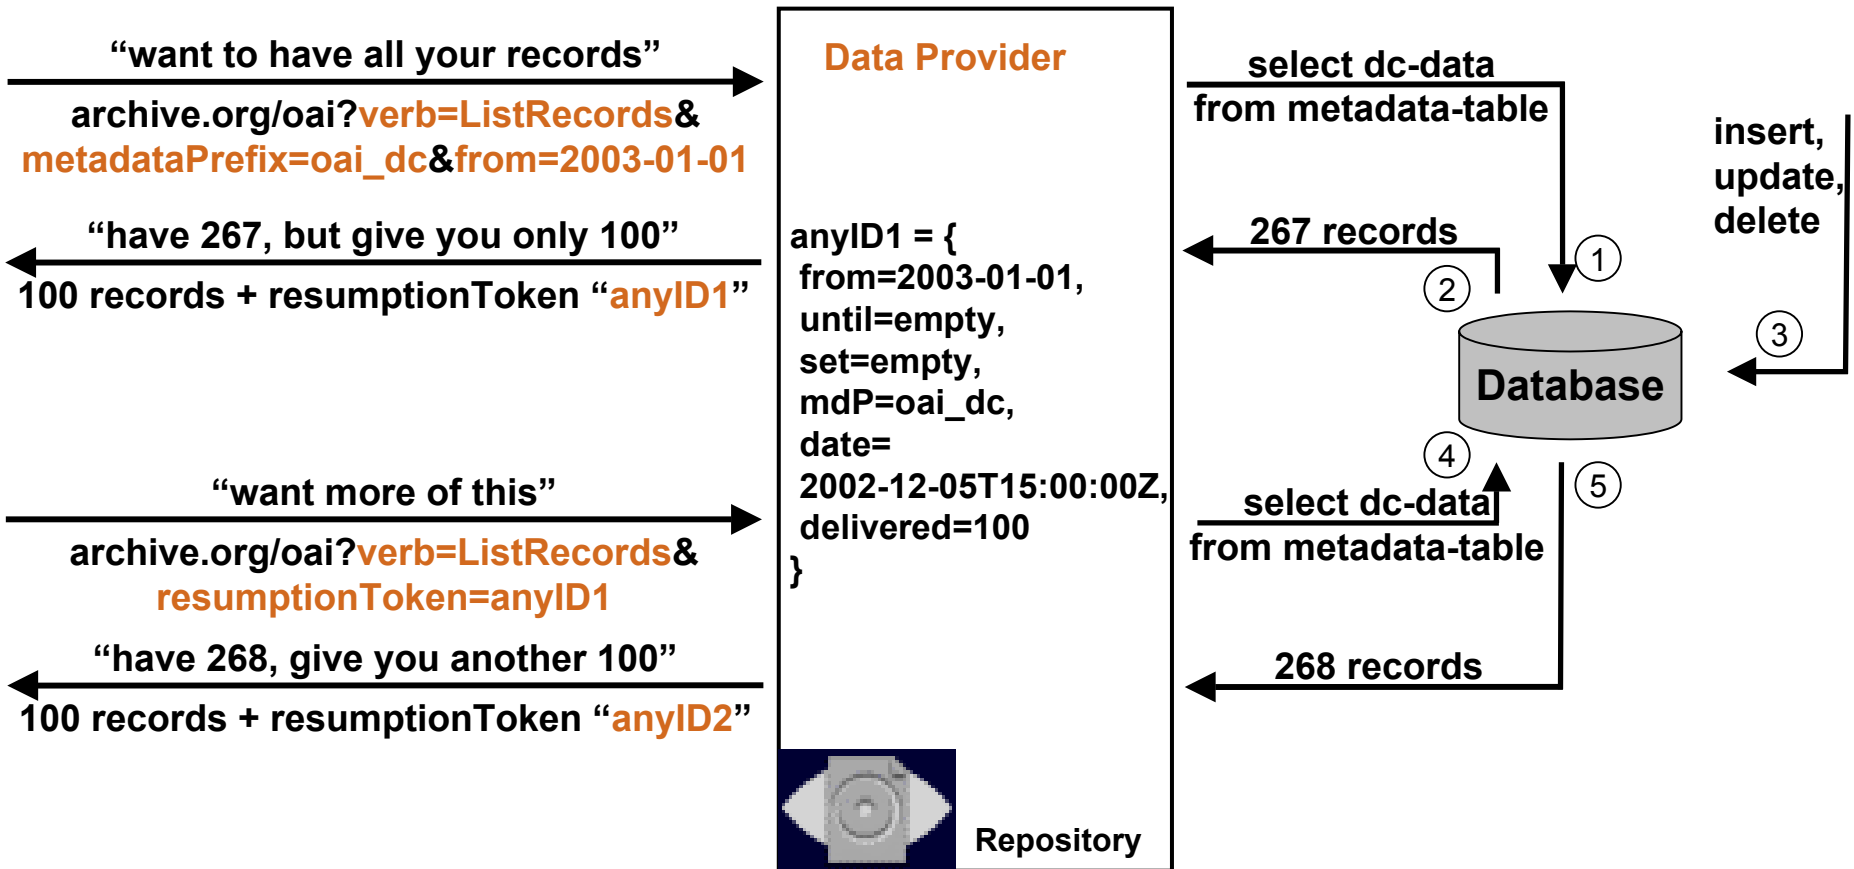 “want to have all your records”
archive.org/oai?verb=ListRecords&
metadataPrefix=oai_dc&from=2003-01-01
“have 267, but give you only 100”
100 records + resumptionToken “anyID1”
“want more of this”
archive.org/oai?verb=ListRecords&
resumptionToken=anyID1
“have 268, give you another 100”
100 records + resumptionToken “anyID2”
Data Provider
anyID1 = {
from=2003-01-01,
until=empty,
set=empty,
mdP=oai_dc,
date=
2002-12-05T15:00:00Z,
delivered=100
}
Repository
select dc-data
from metadata-table
267 records
1
2
insert,
update,
delete
3
Database
4
5
select dc-data
from metadata-table
268 records